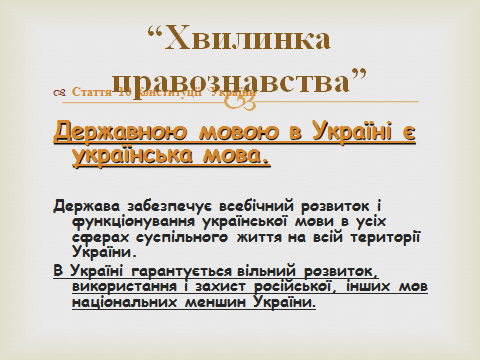 “Хвилинка
правознавства”
Стаття 10 Конституції України
Державною мовою в Україні є
українська мова.
Держава забезпечує всебічний розвиток і
функціонування української мови в усіх
сферах суспільного життя на всій території
України.
В Україні гарантується вільний розвиток,
використання і захист російської, інших мов
національних меншин України.